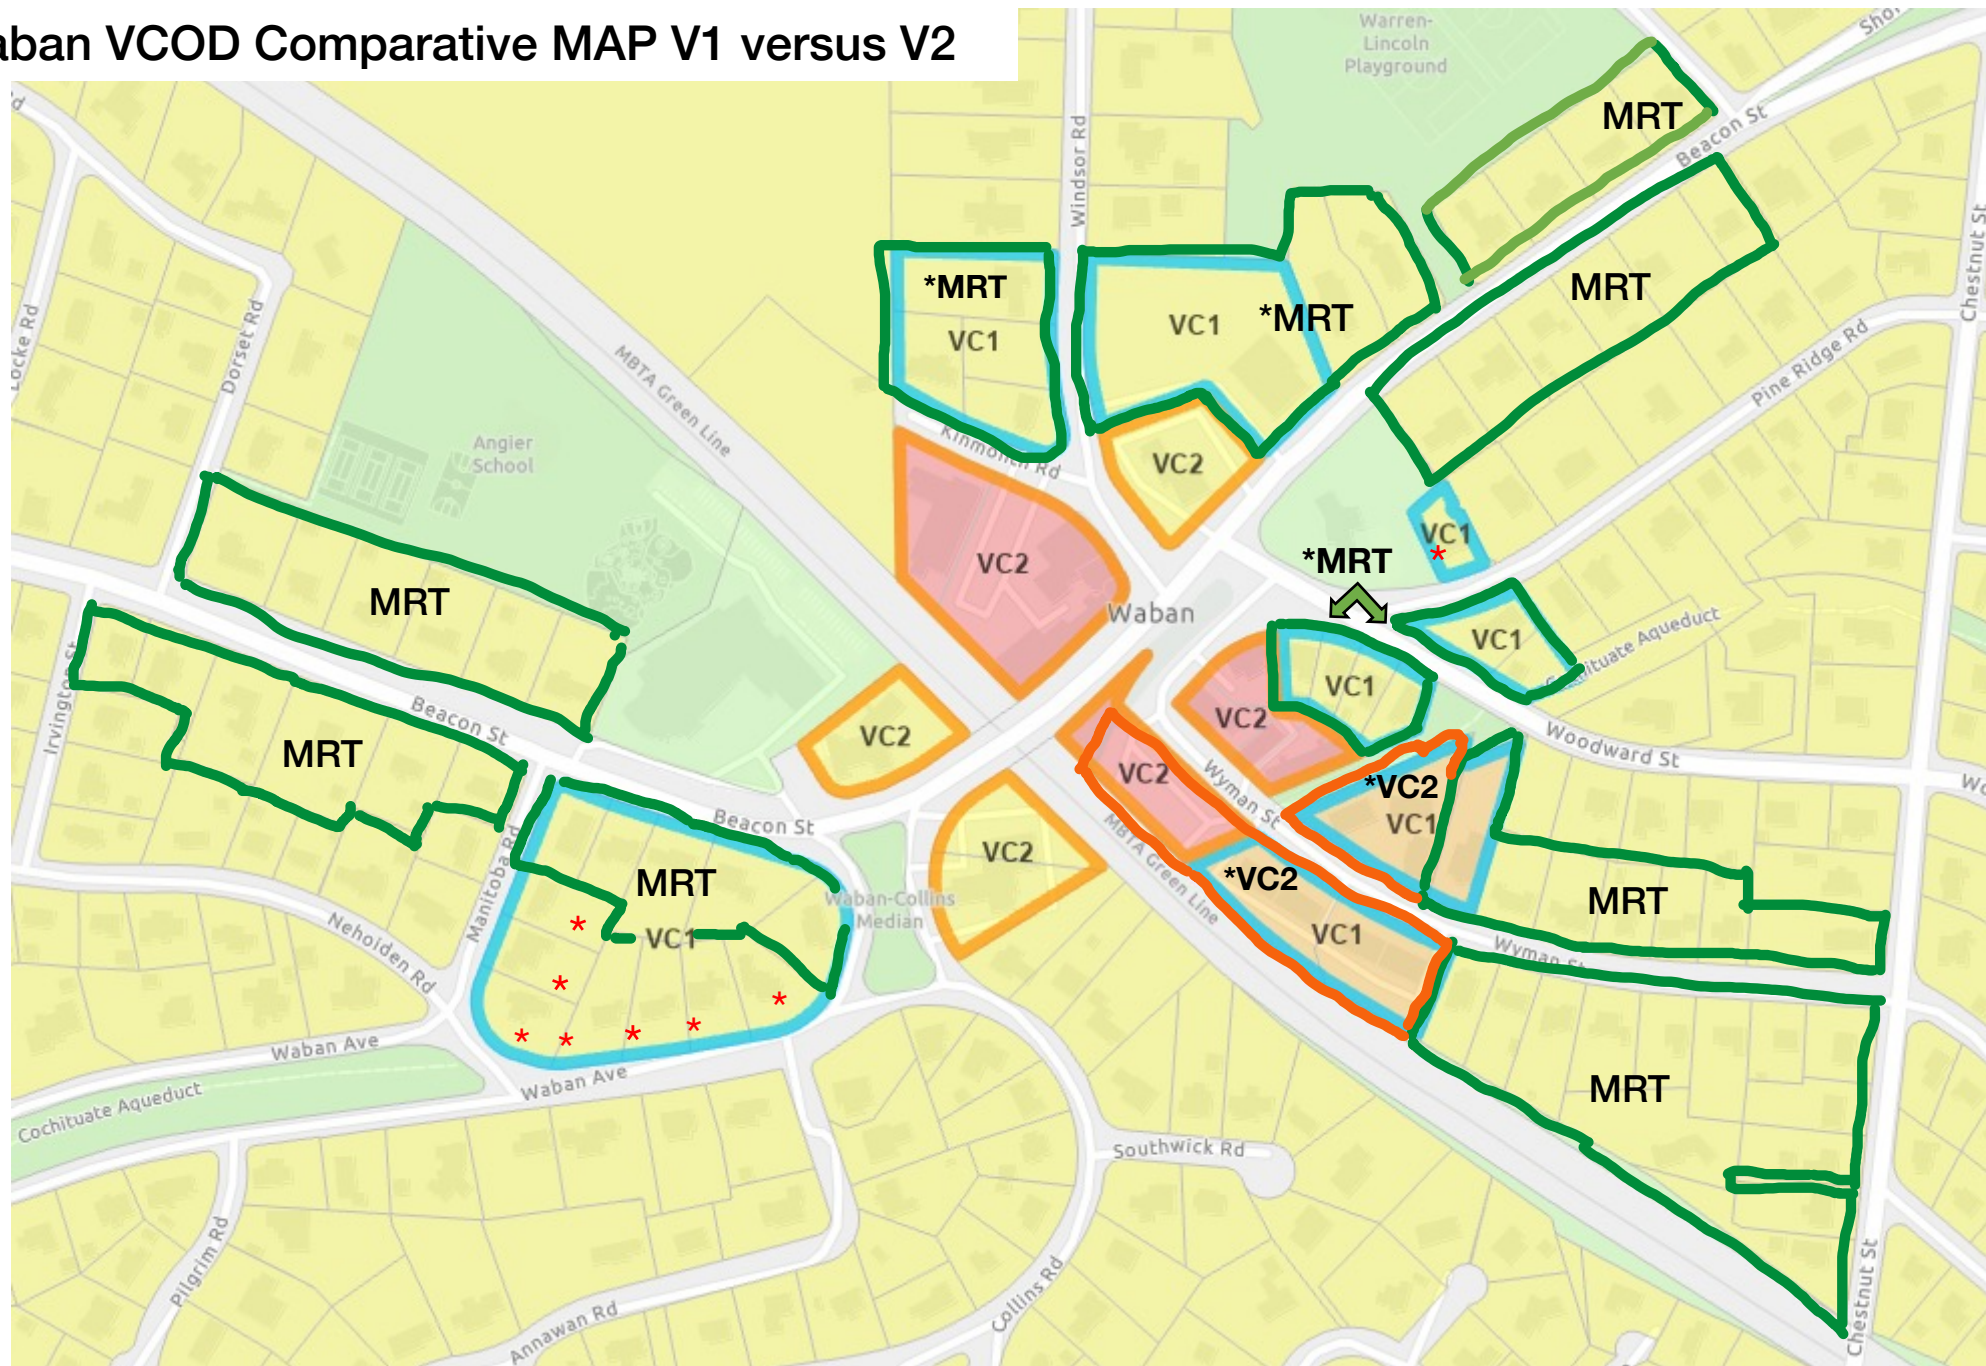 aban VCOD Comparative MAP V1 versus V2
Warren-
Lincoln
Playground
MRT
Beacon St
Windsor Rd
Chestnut St
*MRT
VC1
VC1
*MRT
MRT
Locke Rd
Dorset Rd
MBTA Green Line
Pine Ridge Rd
Angier
School
Kinmonth Rd
VC2
VC1
*
VC2
*MRT
Waban
MRT
VC1
Cochituate Aqueduct
VC1
VC2
Irvington St
Beacon St
VC2
MRT
Woodward St
VC2
Wyman St
*VC2
VC1
Beacon St
MBTA Green Line
Manitoba Rd
VC2
MRT
*VC2
MRT
Waban-Collins
Median
Nehoiden Rd
*
VC1
VC1
Wyman St
*
*
*
*
*
*
Waban Ave
Waban Ave
MRT
Cochituate Aqueduct
Southwick Rd
Pilgrim Rd
Collins Rd
Annawan Rd
Chestnut St